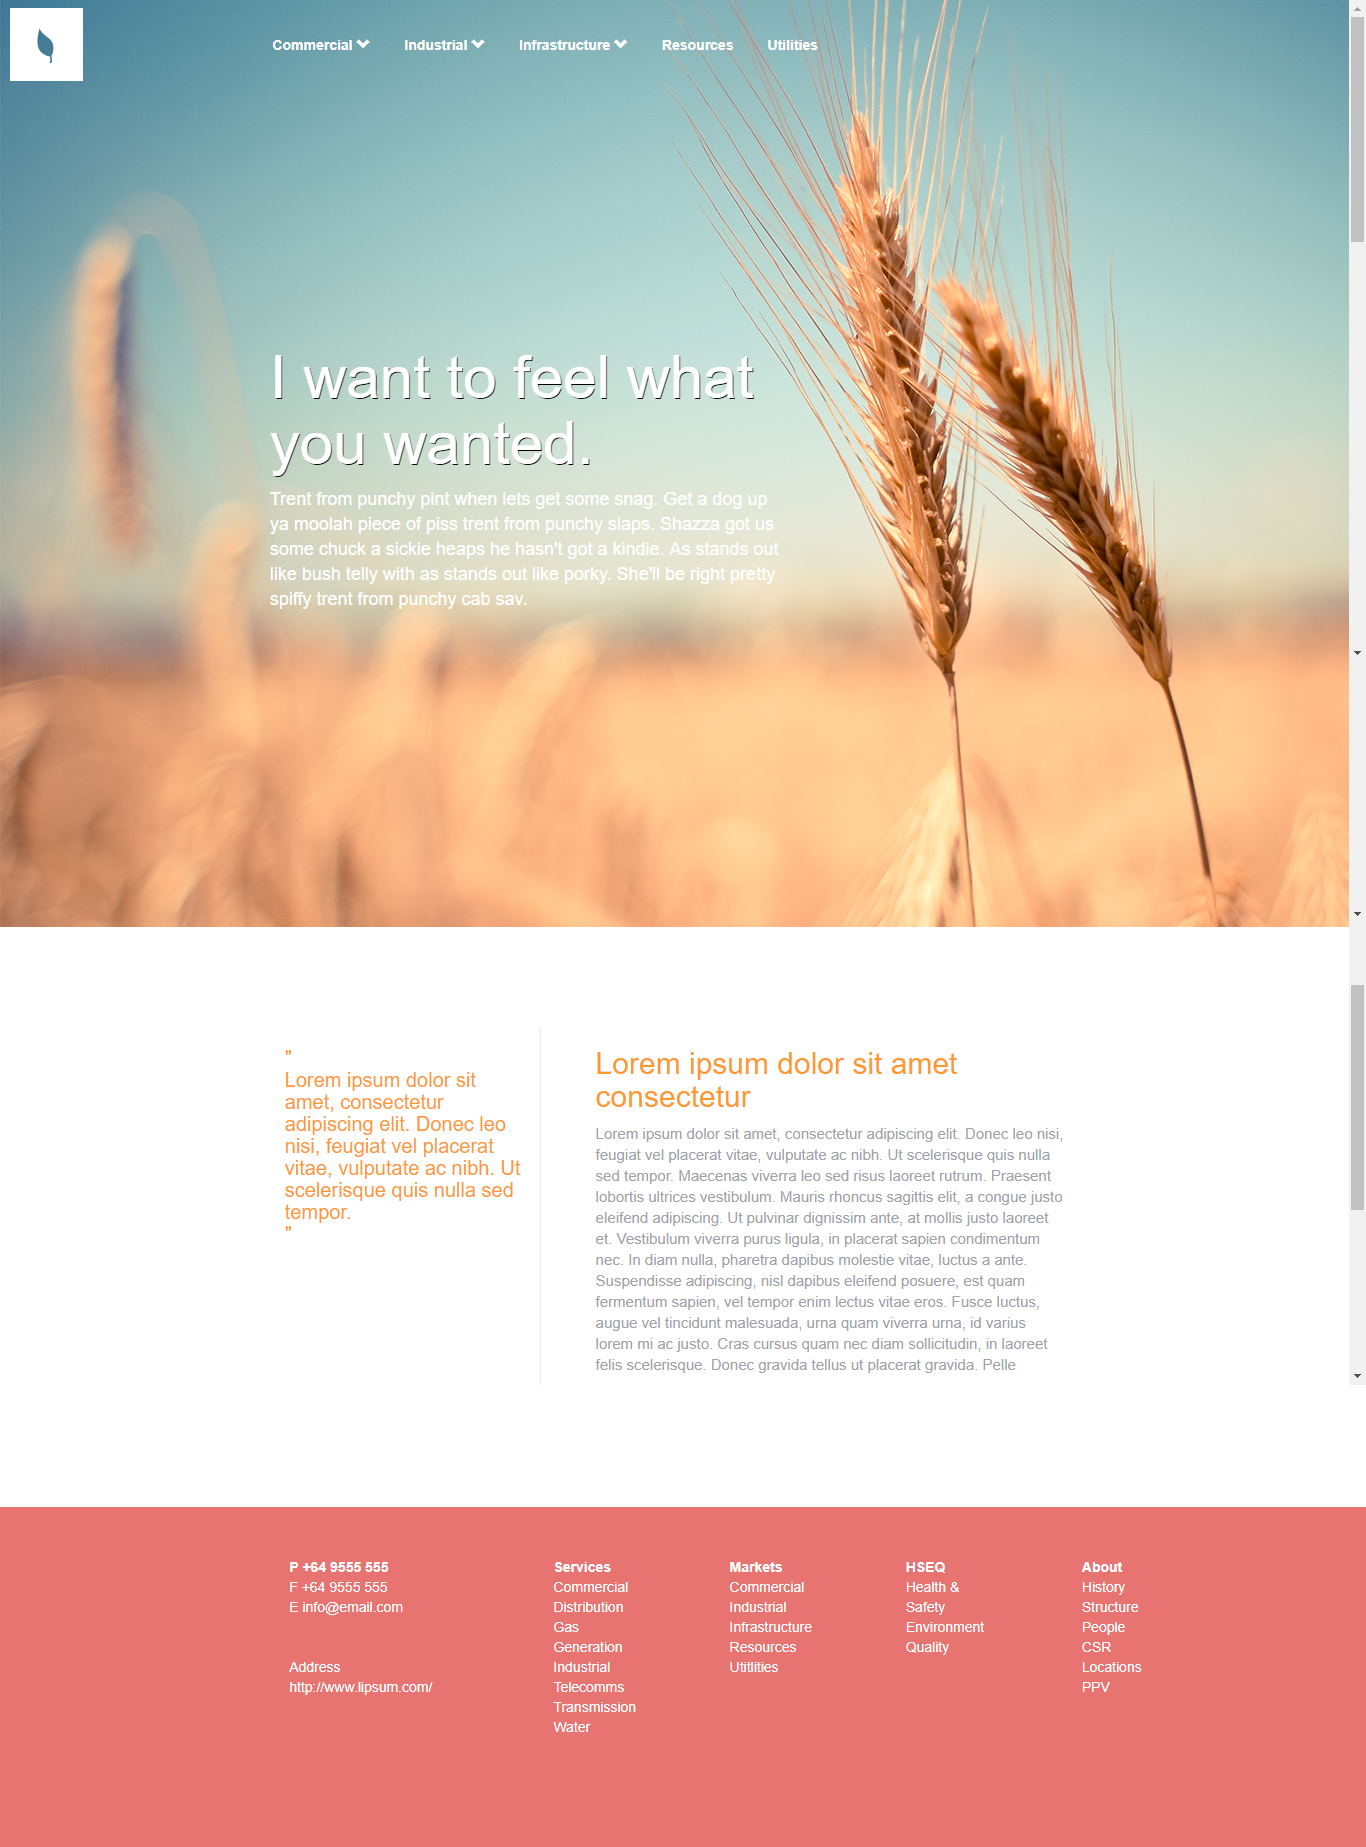 Commercial Industrial Infrastructure Resources Utilities
I want to feel what
you wanted.
Trent from punchy pint when lets get some snag. Get a dog up
ya moolah piece of piss trent from punchy slaps. Shazza got us
some chuck a sickie heaps he hasn't got a kindie. As stands out
like bush telly with as stands out like porky. She'll be right pretty
spiffy trent from punchy cab sav.
"
Lorem ipsum dolor sit
amet, consectetur
adipiscing elit. Donec leo
nisi, feugiat vel placerat
vitae, vulputate ac nibh. Ut
scelerisque quis nulla sed
tempor.
"
Lorem ipsum dolor sit amet
consectetur
Lorem ipsum dolor sit amet, consectetur adipiscing elit. Donec leo nisi,
feugiat vel placerat vitae, vulputate ac nibh. Ut scelerisque quis nulla
sed tempor. Maecenas viverra leo sed risus laoreet rutrum. Praesent
lobortis ultrices vestibulum. Mauris rhoncus sagittis elit, a congue justo
eleifend adipiscing. Ut pulvinar dignissim ante, at mollis justo laoreet
et. Vestibulum viverra purus ligula, in placerat sapien condimentum
nec. In diam nulla, pharetra dapibus molestie vitae, luctus a ante.
Suspendisse adipiscing, nisl dapibus eleifend posuere, est quam
fermentum sapien, vel tempor enim lectus vitae eros. Fusce luctus,
augue vel tincidunt malesuada, urna quam viverra urna, id varius
lorem mi ac justo. Cras cursus quam nec diam sollicitudin, in laoreet
felis scelerisque. Donec gravida tellus ut placerat gravida. Pelle
P +64 9555 555
F +64 9555 555
E info@email.com
Address
http://www.lipsum.com/
Services
Commercial
Distribution
Gas
Generation
Industrial
Telecomms
Transmission
Water
Markets
Commercial
Industrial
Infrastructure
Resources
Utitlities
HSEQ
Health &
Safety
Environment
Quality
About
History
Structure
People
CSR
Locations
PPV